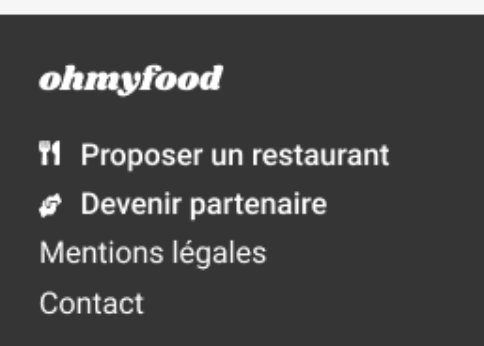 ohmyfood
Proposer un restaurant
Devenir partenaire
Mentions légales
Contact